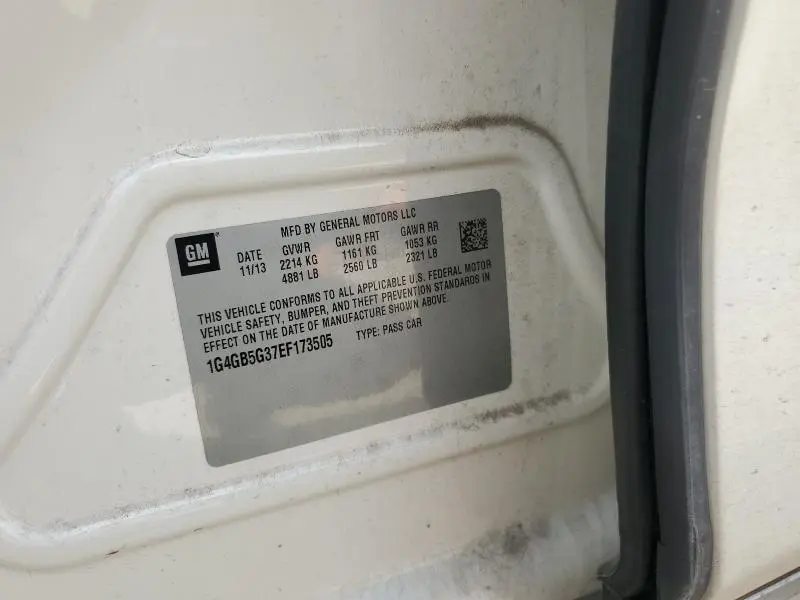 MFD BY GENERAL MOTORS LLC
GM
DATE GVWR GAWR FRT GAWR RR
11/13 2214 KG 1161 KG 1053 KG
4881 LB 2560 LB 2321 LB
THIS VEHICLE CONFORMS TO ALL APPLICABLE U.S. FEDERAL MOTOR
VEHICLE SAFETY, BUMPER, AND THEFT PREVENTION STANDARDS IN
EFFECT ON THE DATE OF MANUFACTURE SHOWN ABOVE.
1G4GB5G37EF173505 TYPE: PASS CAR